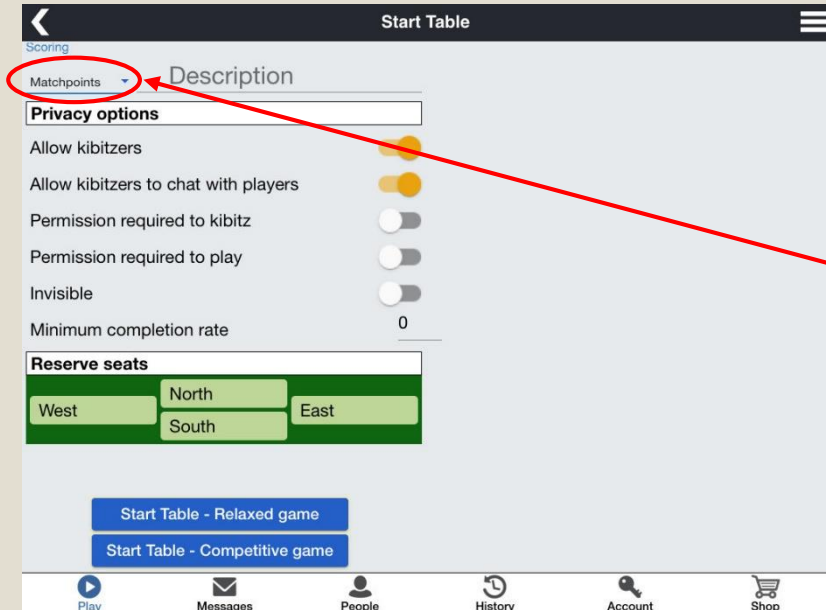 Start Table
Scoring
Matchpoints Description
Privacy options
Allow kibitzers
Allow kibitzers to chat with players
Permission required to kibitz
Permission required to play
Invisible
Minimum completion rate 0
Reserve seats
North
West East
South
Start Table - Relaxed game
Start Table - Competitive game
Play Messages People History Account Shop